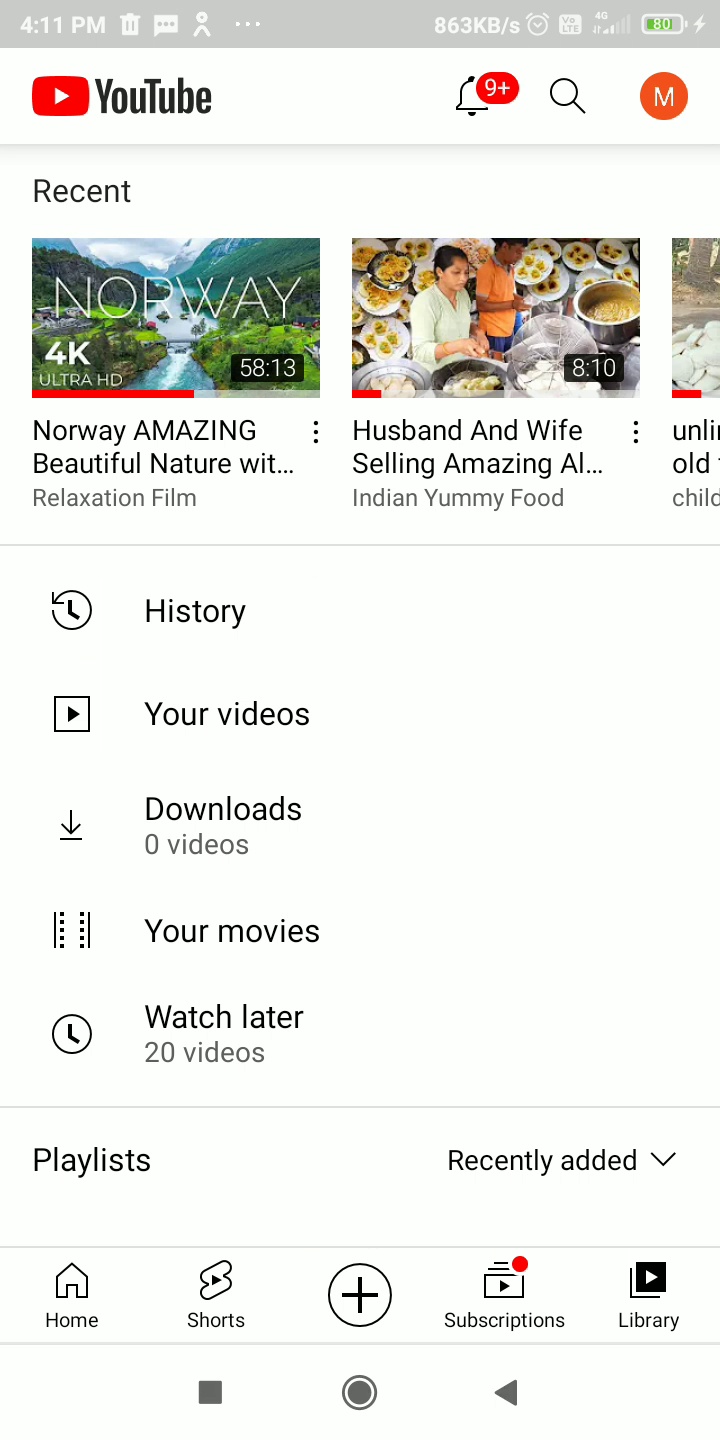 4:11 PM
863KB/s
Vo LTE
4G
80
YouTube
9+
M
Recent
NORWAY
4K
ULTRA HD
58:13
8:10
Norway AMAZING
Beautiful Nature wit...
Relaxation Film
Husband And Wife
Selling Amazing Al...
Indian Yummy Food
old
child
History
Your videos
Downloads
0 videos
Your movies
Watch later
20 videos
Playlists
Recently added
Home
Shorts
Subscriptions
Library